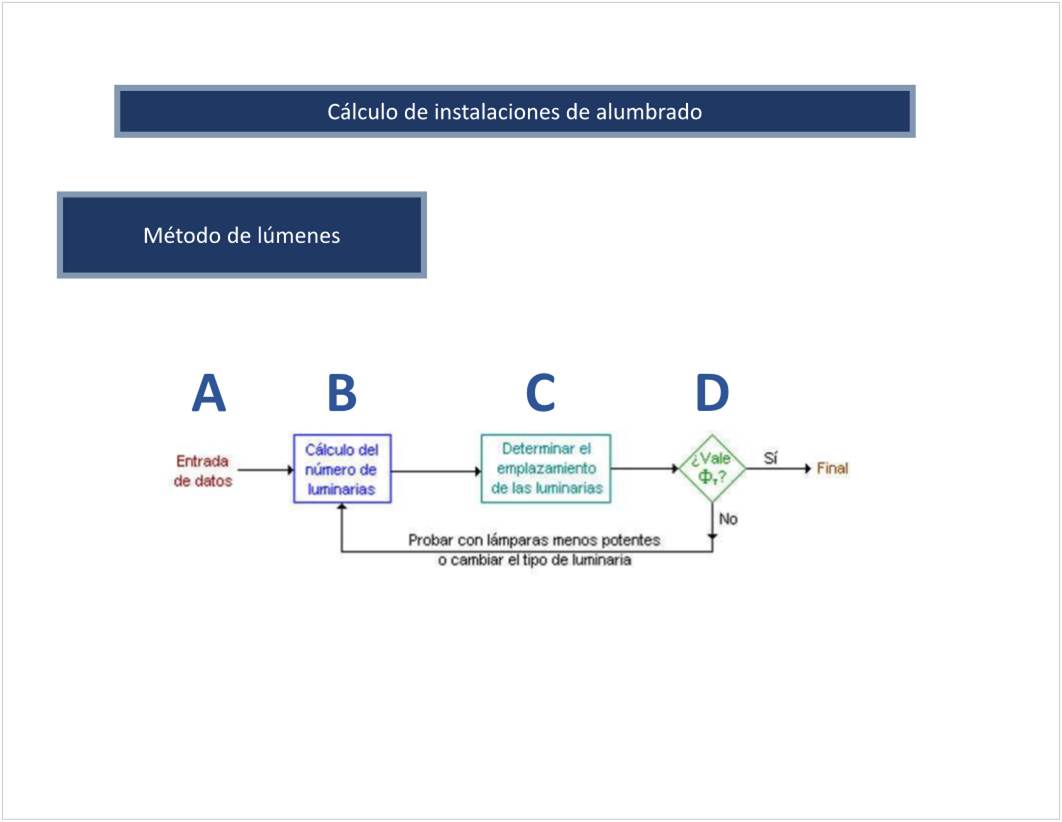 Cálculo de instalaciones de alumbrado
Método de lúmenes
A
B
C
D
Entrada
de datos
Cálculo del
número de
luminarias
Determinar el
emplazamiento
de las luminarias
¿Vale
Φ_T?
Sí
Final
No
Probar con lámparas menos potentes
o cambiar el tipo de luminaria